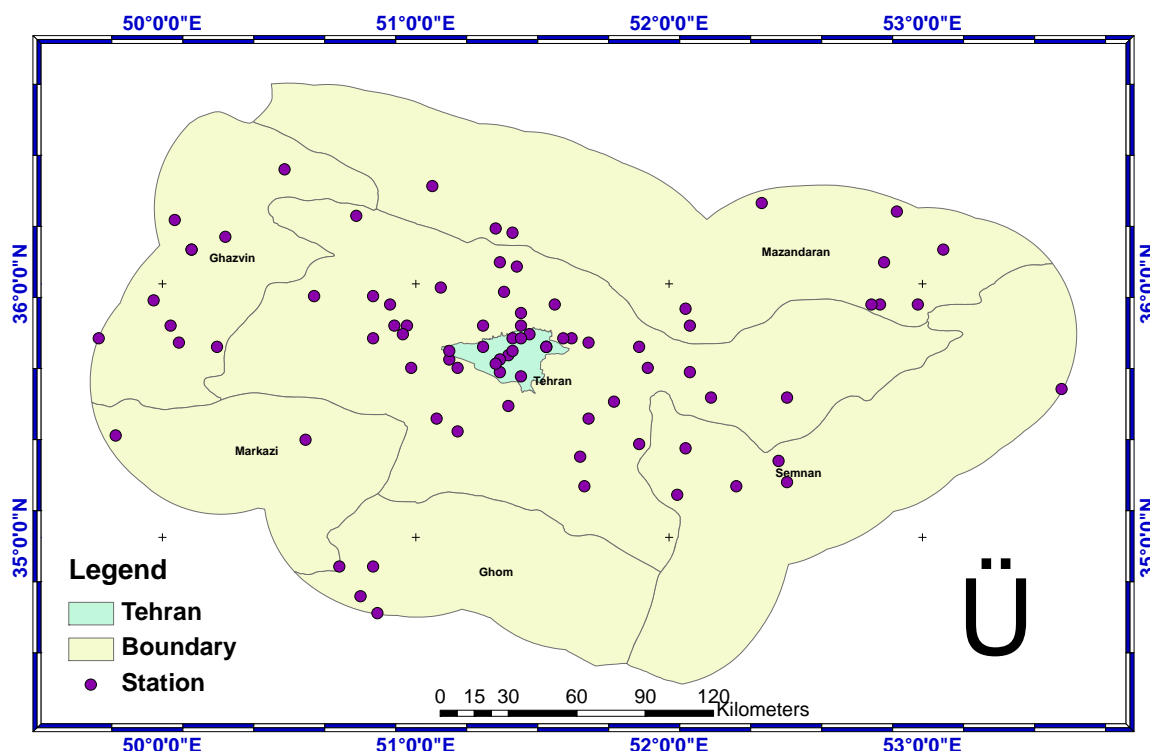 50°0'0"E 51°0'0"E 52°0'0"E 53°0'0"E
36°0'0"N
36°0'0"N
Ghazvin
Mazandaran
Tehran
Markazi
Semnan
35°0'0"N
35°0'0"N
Ghom
Legend
Tehran
Boundary
Station
Ü
0 15 30 60 90 120
Kilometers
50°0'0"E 51°0'0"E 52°0'0"E 53°0'0"E